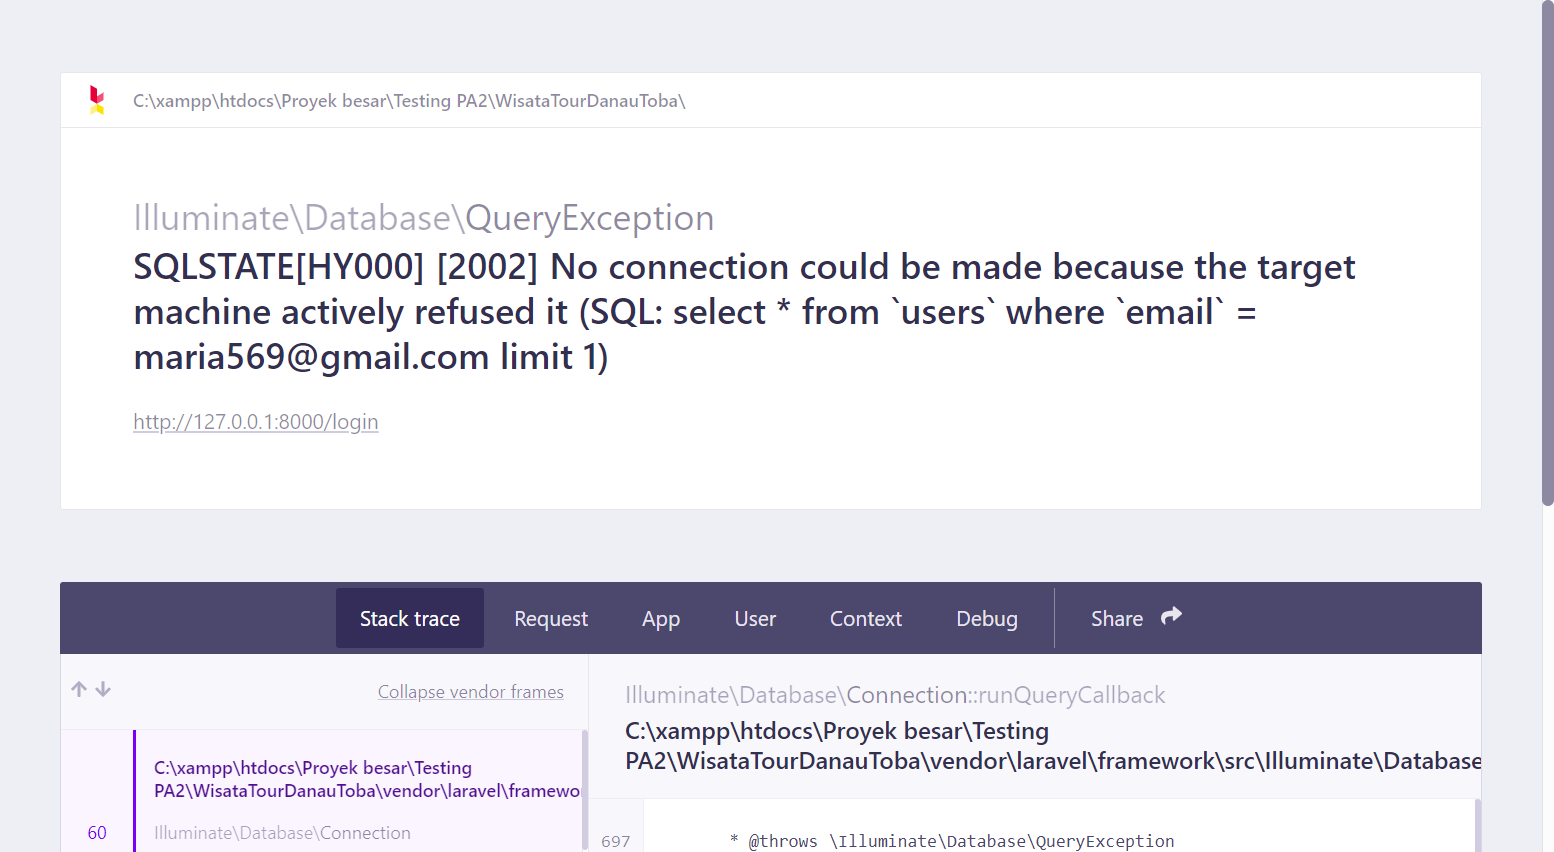 C:\xampp\htdocs\Proyek besar\Testing PA2\WisataTourDanauToba\
Illuminate\Database\QueryException
SQLSTATE[HY000] [2002] No connection could be made because the target
machine actively refused it (SQL: select * from `users` where `email` =
maria569@gmail.com limit 1)
http://127.0.0.1:8000/login
Stack trace Request App User Context Debug Share
Collapse vendor frames
C:\xampp\htdocs\Proyek besar\Testing
PA2\WisataTourDanauToba\vendor\laravel\framewo
60 Illuminate\Database\Connection
Illuminate\Database\Connection::runQueryCallback
C:\xampp\htdocs\Proyek besar\Testing
PA2\WisataTourDanauToba\vendor\laravel\framework\src\Illuminate\Database
697 * @throws \Illuminate\Database\QueryException